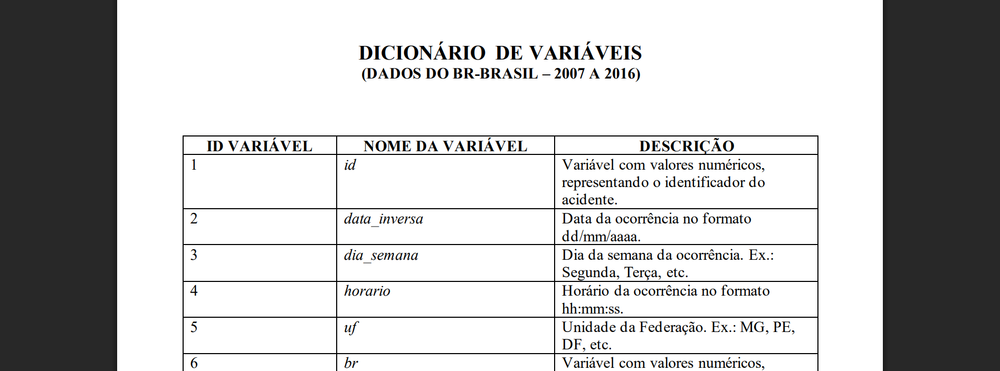 DICIONÁRIO DE VARIÁVEIS
(DADOS DO BR-BRASIL – 2007 A 2016)
ID VARIÁVEL NOME DA VARIÁVEL DESCRIÇÃO
1 id Variável com valores numéricos,
representando o identificador do
acidente.
2 data_inversa Data da ocorrência no formato
dd/mm/aaaa.
3 dia_semana Dia da semana da ocorrência. Ex.:
Segunda, Terça, etc.
4 horario Horário da ocorrência no formato
hh:mm:ss.
5 uf Unidade da Federação. Ex.: MG, PE,
DF, etc.
6 br Variável com valores numéricos,